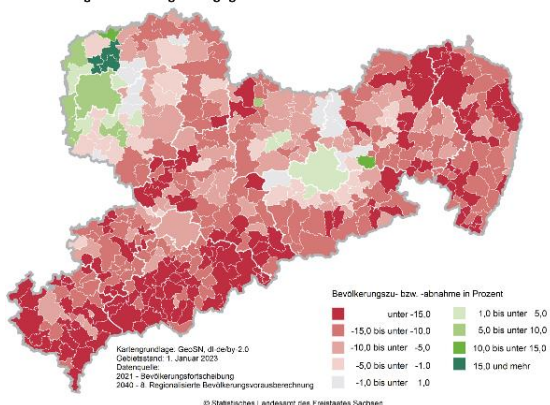 Bevölkerungszu- bzw. -abnahme in Prozent
unter -15.0
-15,0 bis unter -10.0
-10,0 bis unter -5,0
-5,0 bis unter -1.0
-1,0 bis unter 1,0
1,0 bis unter 5,0
5,0 bis unter 10,0
10,0 bis unter 15,0
15,0 und mehr
Kartengrundlage: GeoSN, dl-de/by-2.0
Gebietsstand: 1. Januar 2023
Datenquelle:
2021 - Bevölkerungsfortscheibung
2040 - 8. Regionalisierte Bevölkerungsvorausberechnung
© Statistisches Landesamt des Freistaates Sachsen